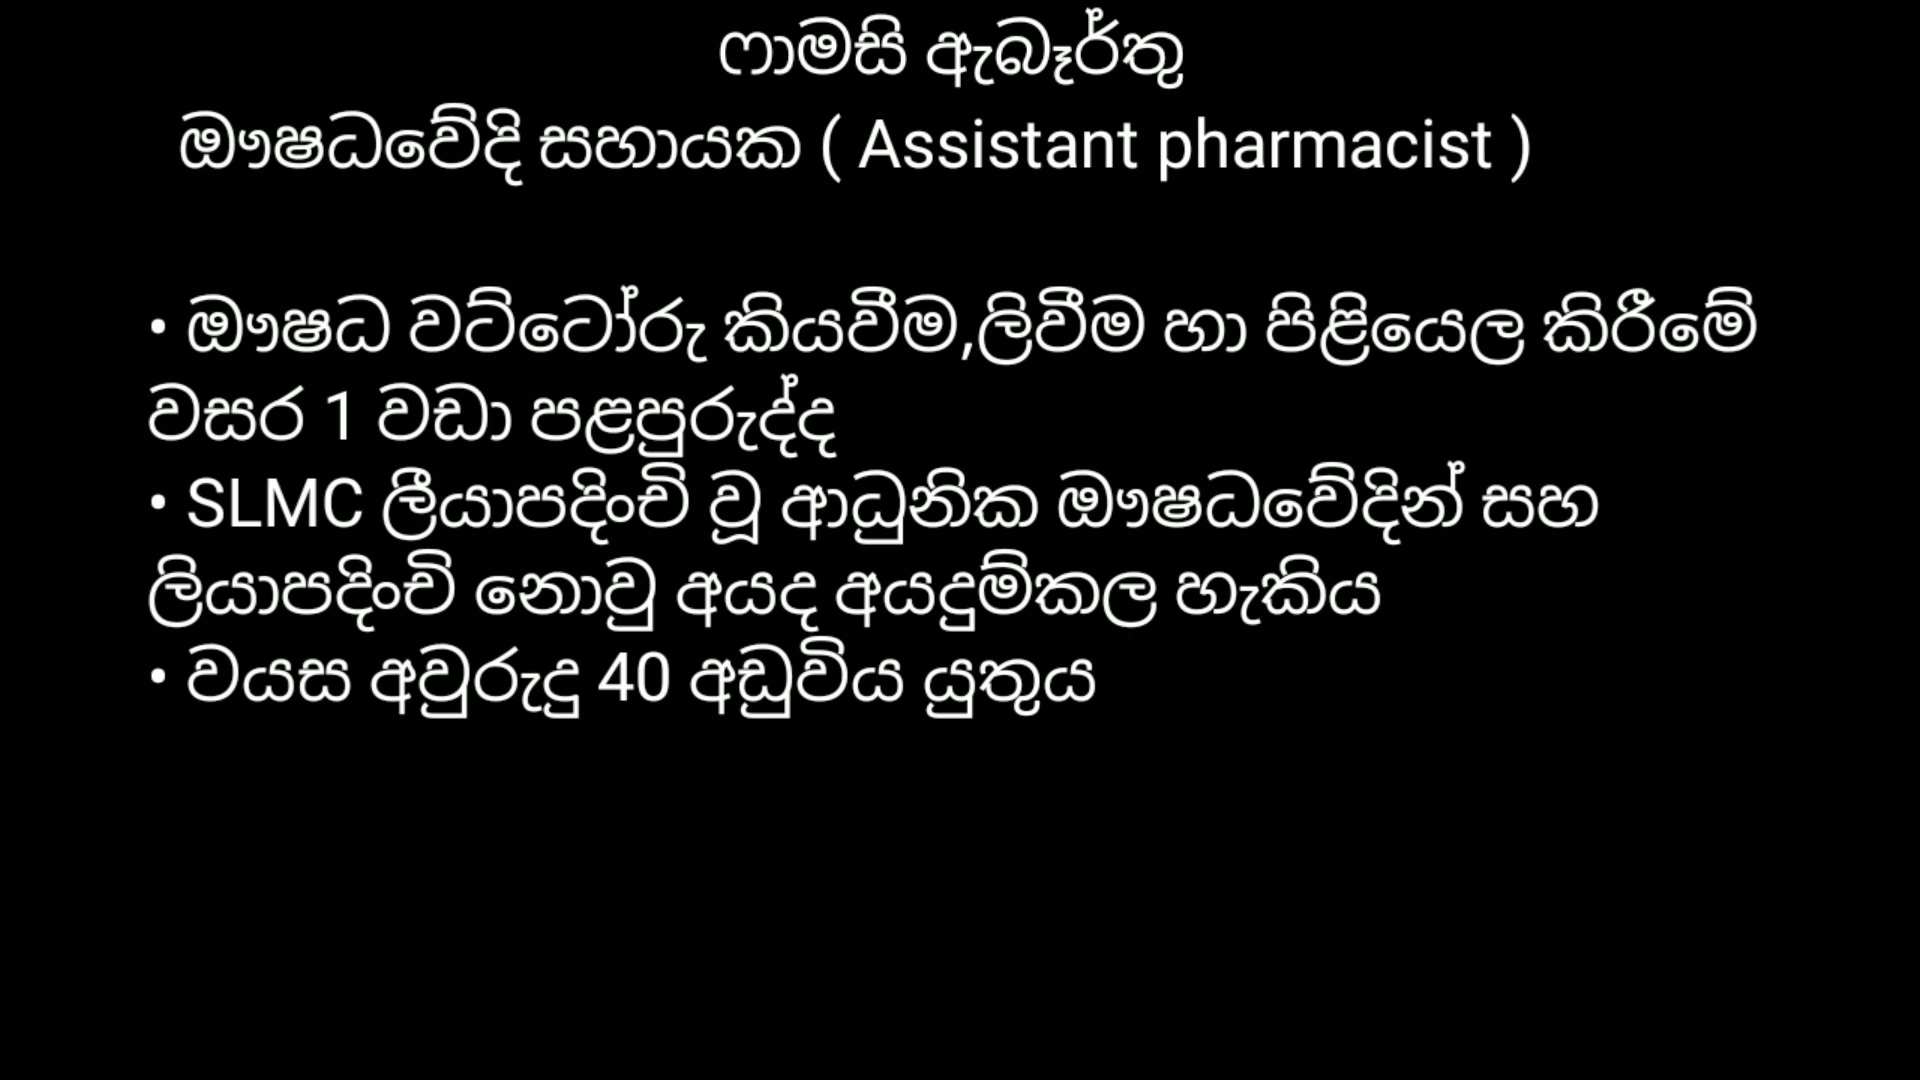 ෆාමසි ඇබෑර්තු
ඖෂධවේදි සහායක ( Assistant pharmacist )
• ඖෂධ වට්ටෝරු කියවීම,ලිවීම හා පිළියෙල කිරීමේ
වසර 1 වඩා පළපුරුද්ද
• SLMC ලීයාපදිංචි වූ ආධුනික ඖෂධවේදින් සහ
ලියාපදිංචි නොවු අයද අයදුම්කල හැකිය
• වයස අවුරුදු 40 අඩුවිය යුතුය